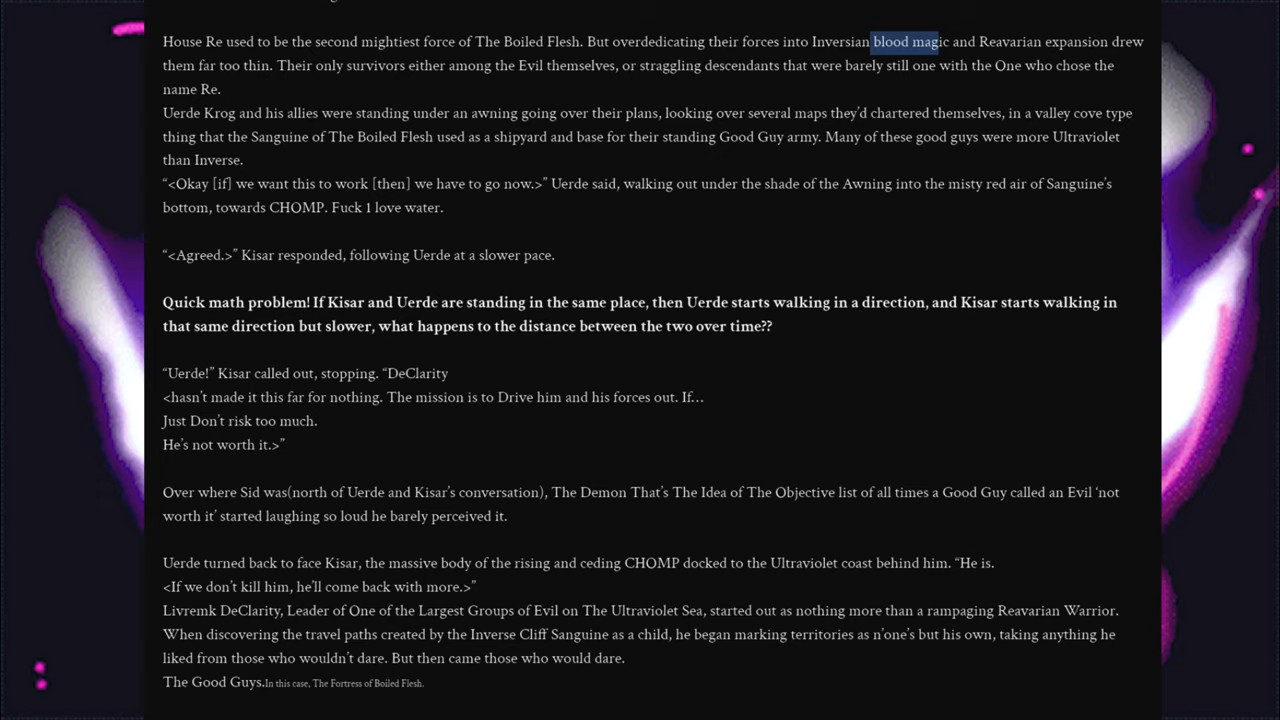 House Re used to be the second mightiest force of The Boiled Flesh. But overdedicating their forces into Inversian blood magic and Reavarian expansion drew
them far too thin. Their only survivors either among the Evil themselves, or straggling descendants that were barely still one with the One who chose the
name Re.
Uerde Krog and his allies were standing under an awning going over their plans, looking over several maps they’d chartered themselves, in a valley cove type
thing that the Sanguine of The Boiled Flesh used as a shipyard and base for their standing Good Guy army. Many of these good guys were more Ultraviolet
than Inverse.
“<Okay [if] we want this to work [then] we have to go now.>” Uerde said, walking out under the shade of the Awning into the misty red air of Sanguine’s
bottom, towards CHOMP. Fuck I love water.
“<Agreed.>” Kisar responded, following Uerde at a slower pace.
Quick math problem! If Kisar and Uerde are standing in the same place, then Uerde starts walking in a direction, and Kisar starts walking in
that same direction but slower, what happens to the distance between the two over time??
“Uerde!” Kisar called out, stopping. “DeClarity
<hasn’t made it this far for nothing. The mission is to Drive him and his forces out. If…
Just Don’t risk too much.
He’s not worth it.>”
Over where Sid was(north of Uerde and Kisar’s conversation), The Demon That’s The Idea of The Objective list of all times a Good Guy called an Evil ‘not
worth it’ started laughing so loud he barely perceived it.
Uerde turned back to face Kisar, the massive body of the rising and ceding CHOMP docked to the Ultraviolet coast behind him. “He is.
<If we don’t kill him, he’ll come back with more.>”
Livremk DeClarity, Leader of One of the Largest Groups of Evil on The Ultraviolet Sea, started out as nothing more than a rampaging Reavarian Warrior.
When discovering the travel paths created by the Inverse Cliff Sanguine as a child, he began marking territories as n’one’s but his own, taking anything he
liked from those who wouldn’t dare. But then came those who would dare.
The Good Guys.In this case, The Fortress of Boiled Flesh.